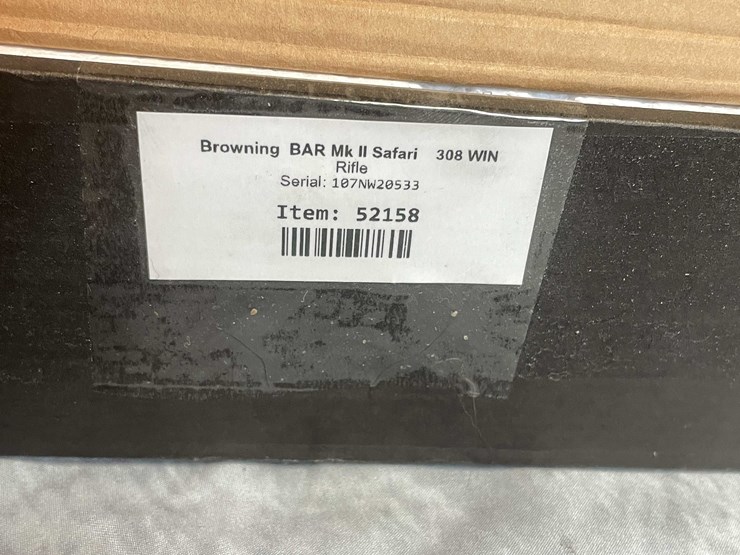 Browning BAR Mk II Safari 308 WIN
Rifle
Serial: 107NW20533
Item: 52158